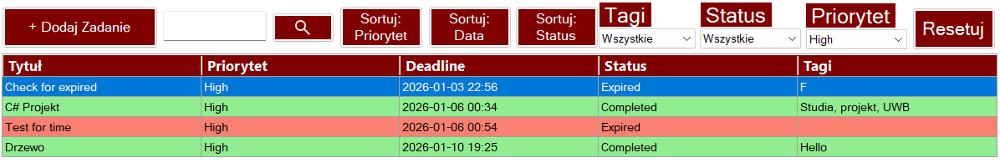 + Dodaj Zadanie
Sortuj:
Priorytet
Sortuj:
Data
Sortuj:
Status
Tagi
Wszystkie
Status
Wszystkie
Priorytet
High
Resetuj
Tytuł Priorytet Deadline Status Tagi
Check for expired High 2026-01-03 22:56 Expired F
C# Projekt High 2026-01-06 00:34 Completed Studia, projekt, UWB
Test for time High 2026-01-06 00:54 Expired
Drzewo High 2026-01-10 19:25 Completed Hello